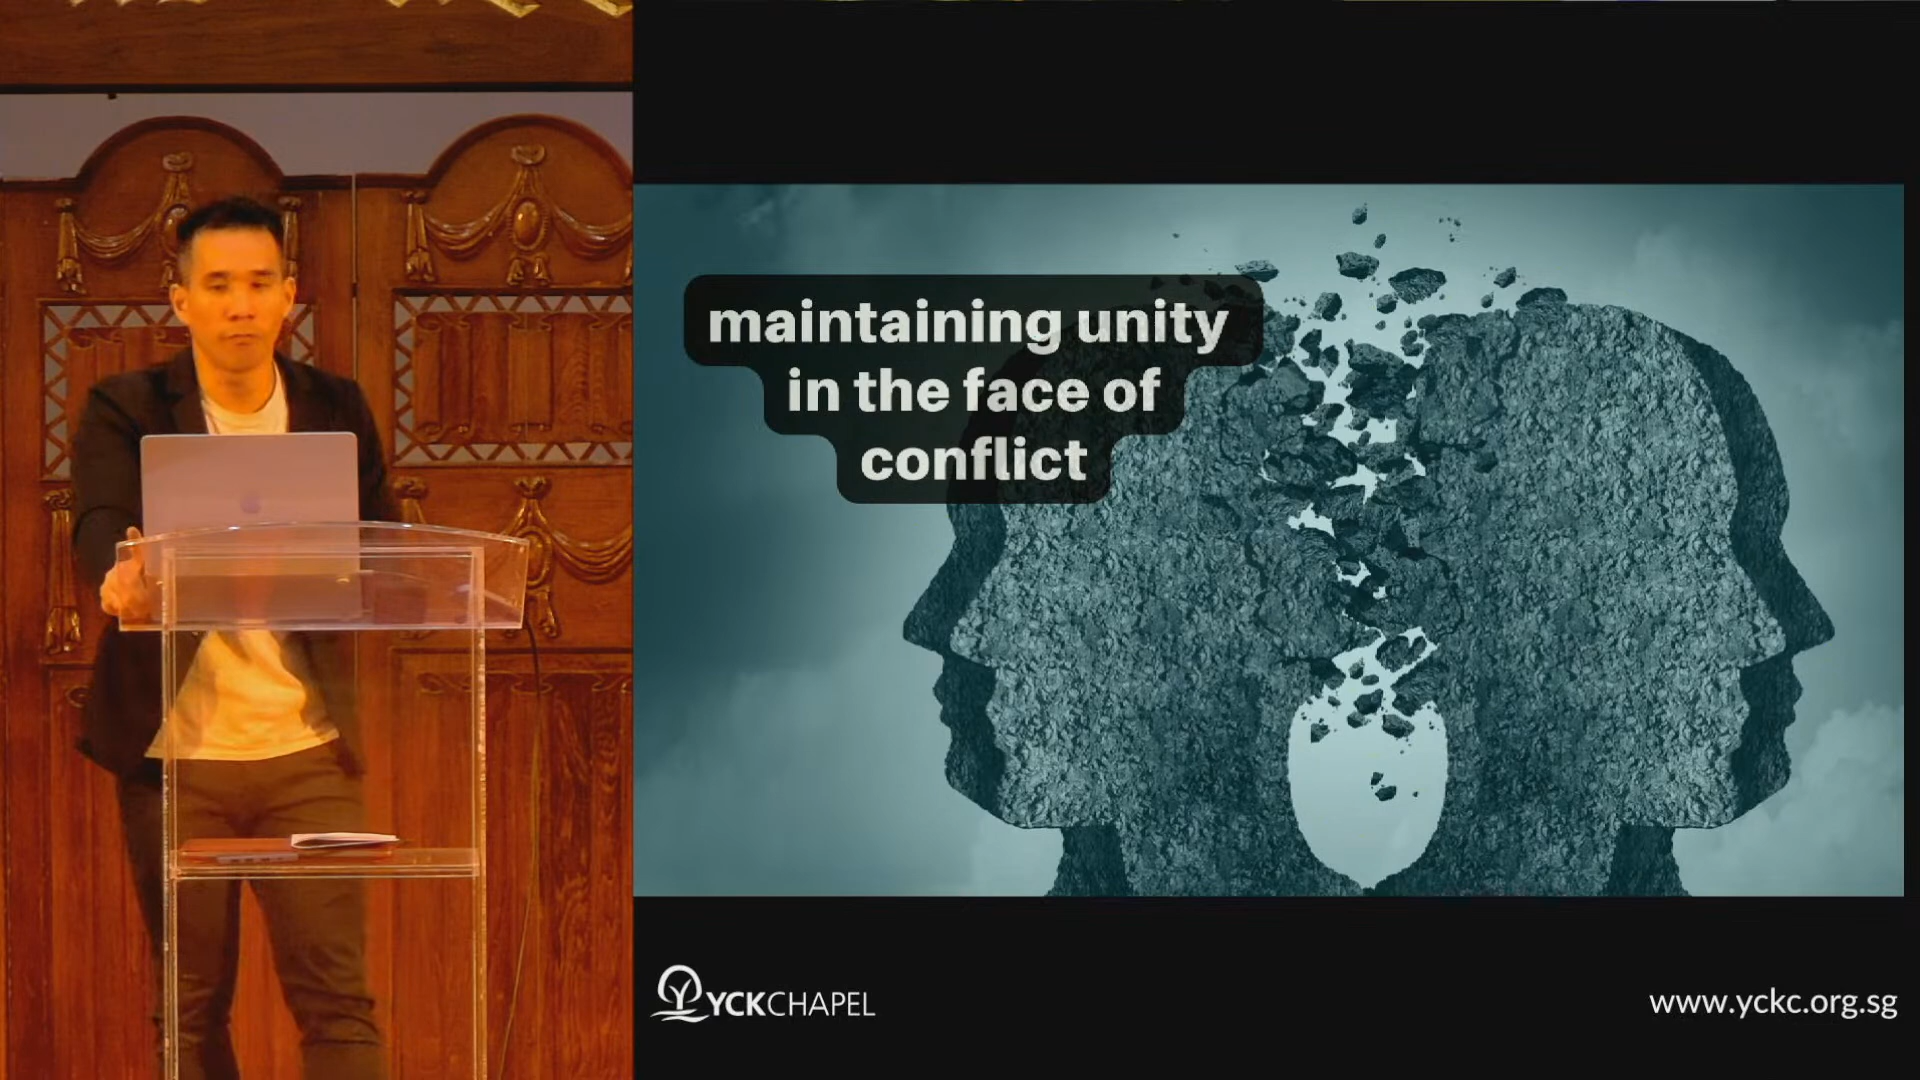 maintaining unity
in the face of
conflict
YCKCHAPEL
www.yckc.org.sg